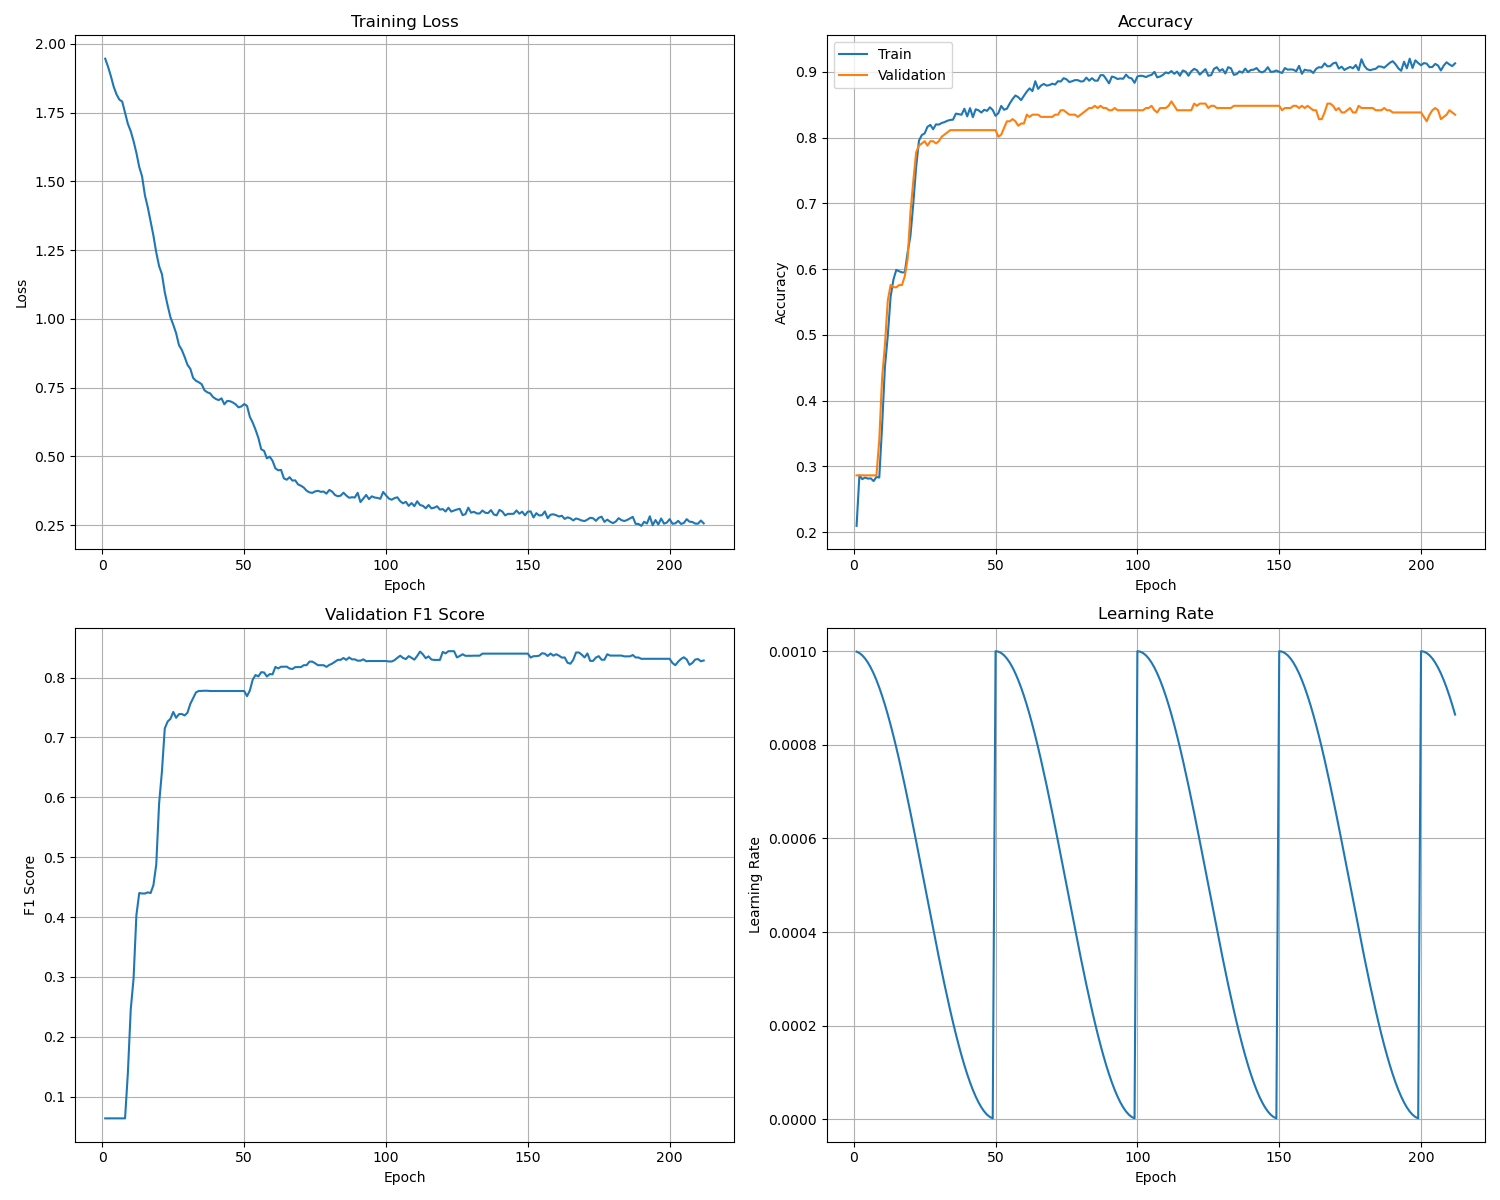 Training Loss
2.00
1.75
1.50
1.25
1.00
0.75
0.50
0.25
Loss
0 50 100 150 200
Epoch
Accuracy
Train
Validation
0.9
0.8
0.7
0.6
0.5
0.4
0.3
0.2
Accuracy
0 50 100 150 200
Epoch
Validation F1 Score
0.8
0.7
0.6
0.5
0.4
0.3
0.2
0.1
F1 Score
0 50 100 150 200
Epoch
Learning Rate
0.0010
0.0008
0.0006
0.0004
0.0002
0.0000
Learning Rate
0 50 100 150 200
Epoch